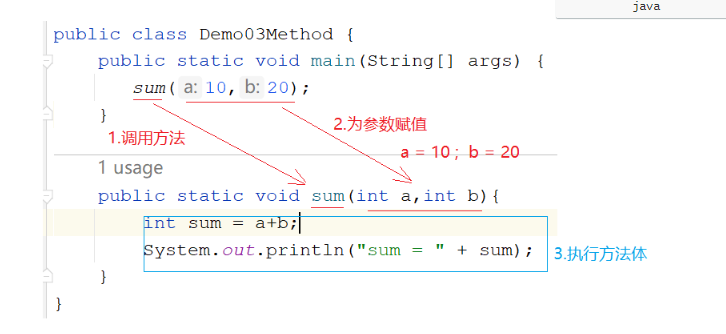 java
public class Demo03Method {
public static void main(String[] args) {
sum( a: 10, b: 20);
}
1.调用方法
2.为参数赋值
a = 10 ; b = 20
1 usage
public static void sum(int a,int b){
int sum = a+b;
System.out.println("sum = " + sum);
3.执行方法体
}
}